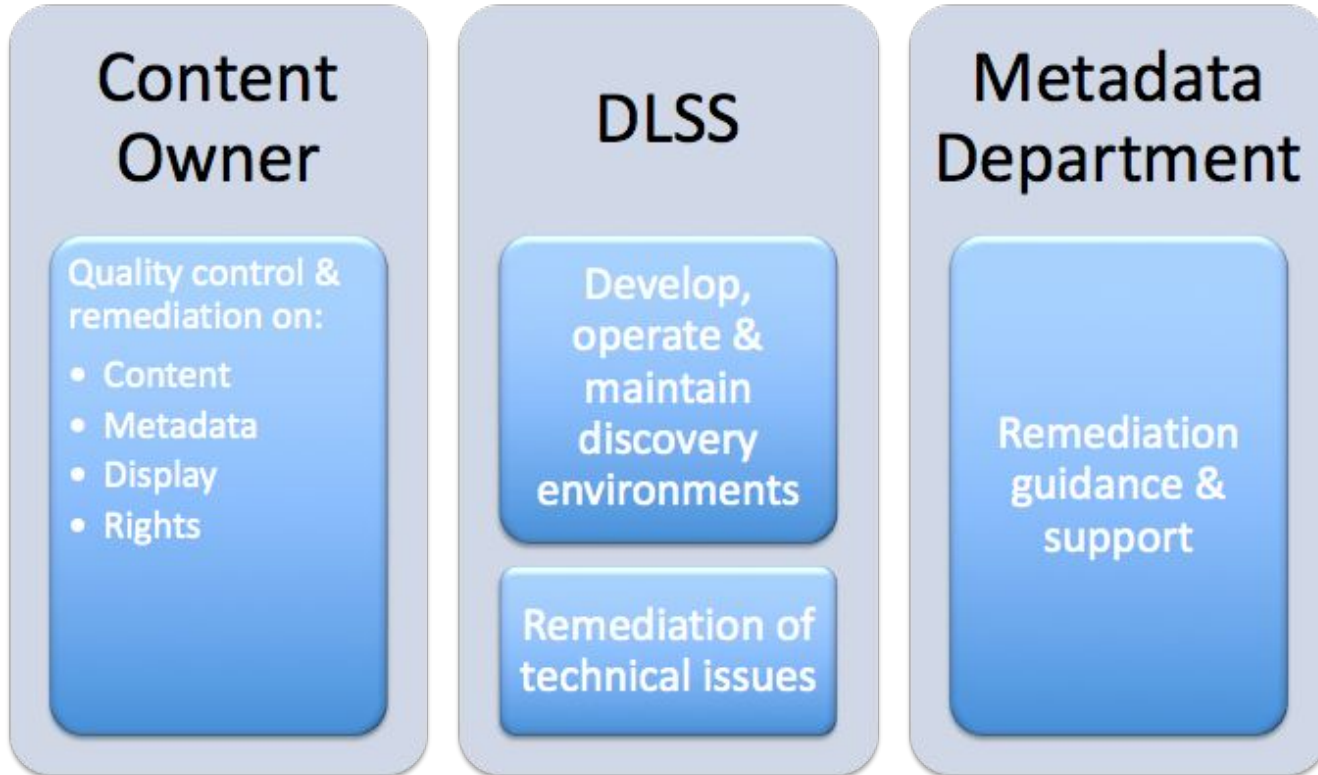 Content
Owner
Quality control &
remediation on:
• Content
• Metadata
• Display
• Rights
DLSS
Develop,
operate &
maintain
discovery
environments
Remediation of
technical issues
Metadata
Department
Remediation
guidance &
support